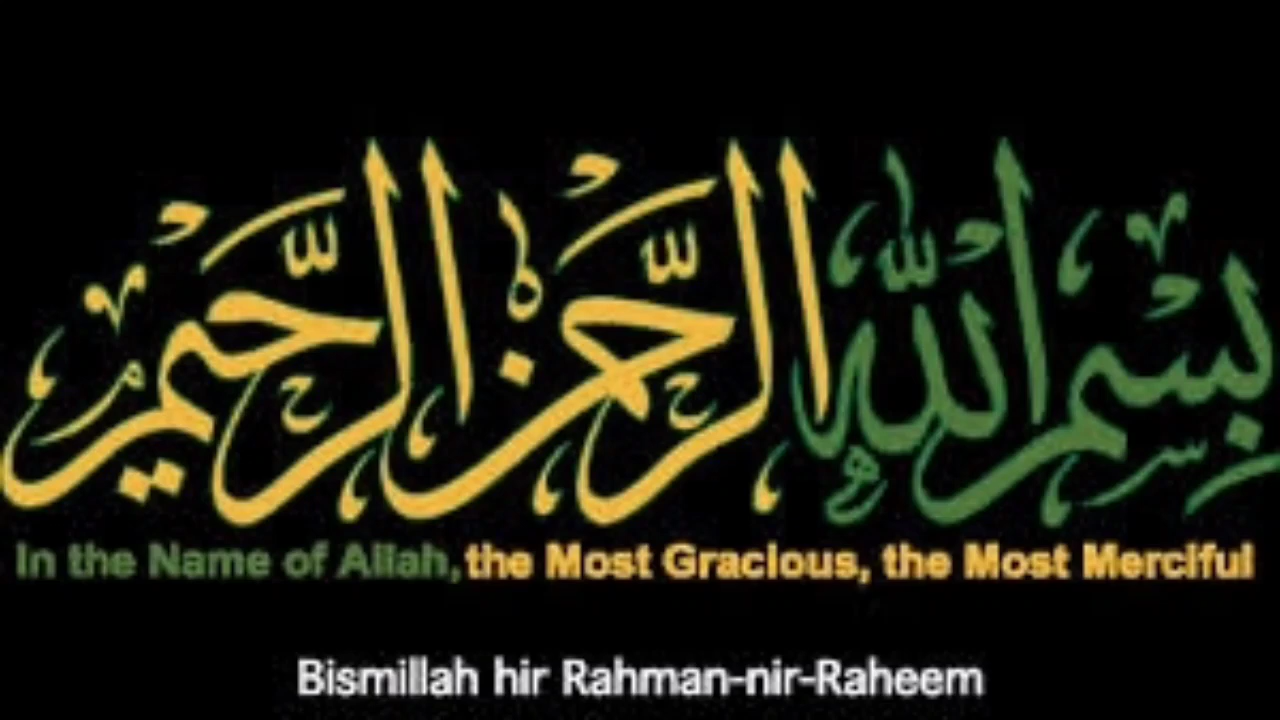 بسم الله الرحمن الرحيم
In the Name of Allah, the Most Gracious, the Most Merciful
Bismillah hir Rahman-nir-Raheem